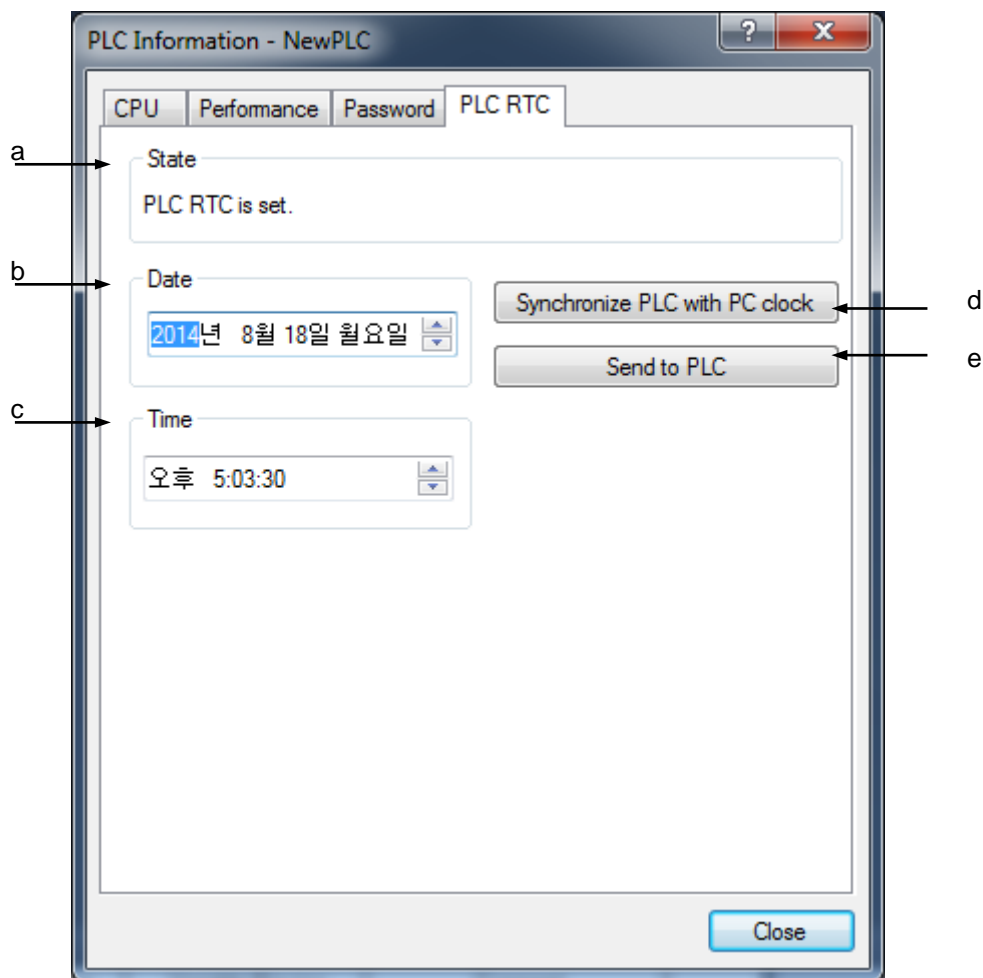 PLC Information - NewPLC
?
CPU Performance Password PLC RTC
a
State
PLC RTC is set.
b
Date
2014년 8월 18일 월요일
Synchronize PLC with PC clock
d
Send to PLC
e
c
Time
오후 5:03:30
Close